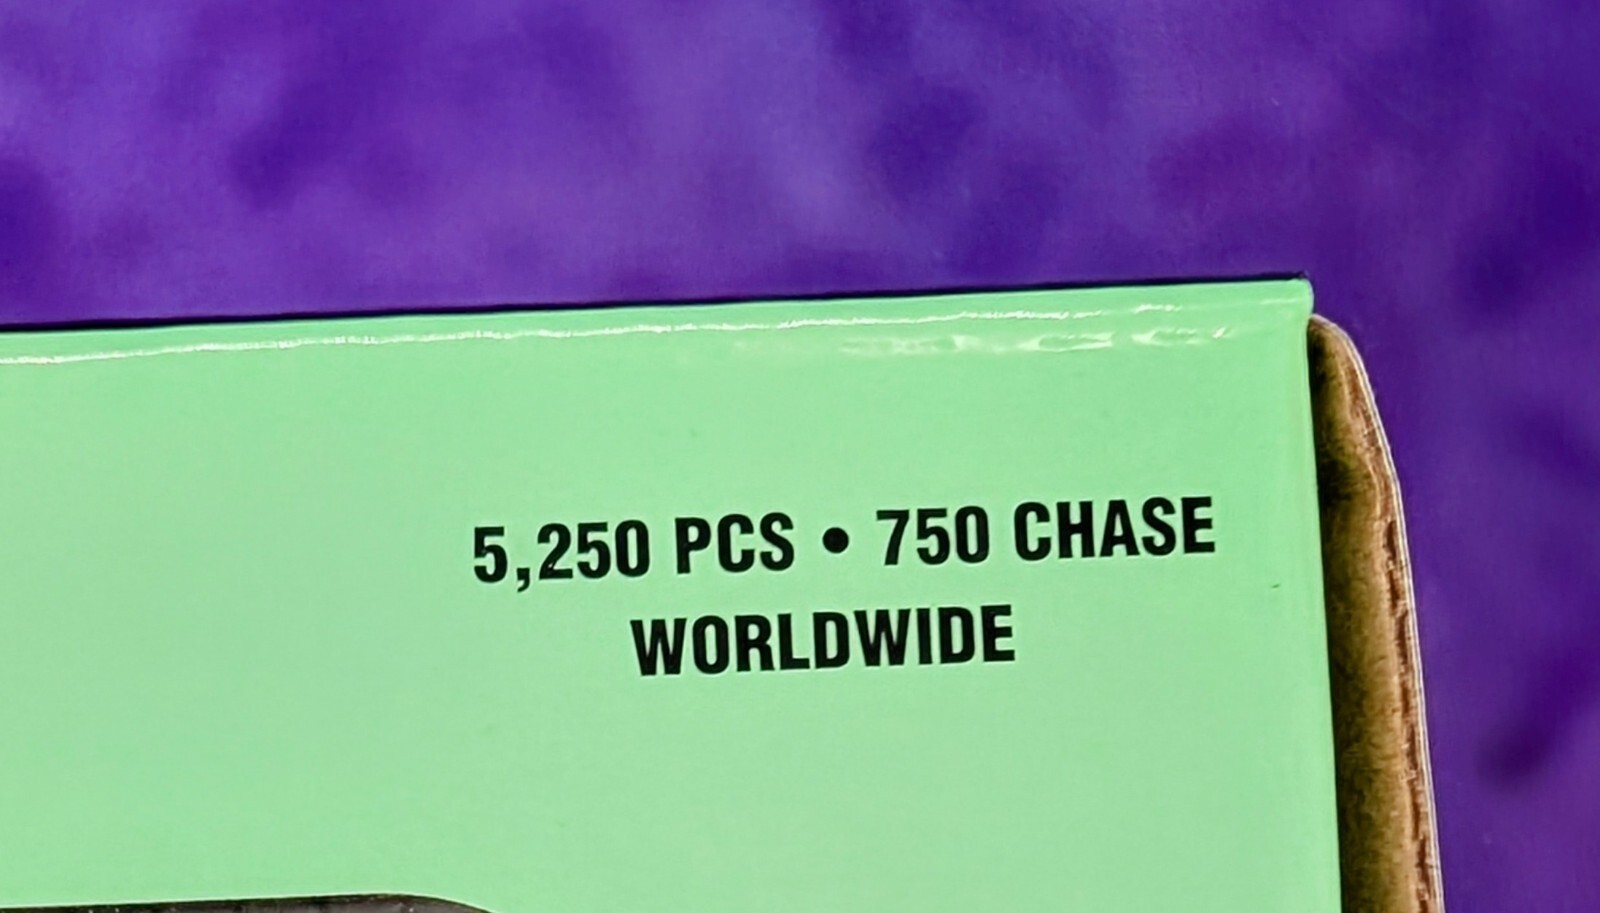 5,250 PCS • 750 CHASE
WORLDWIDE